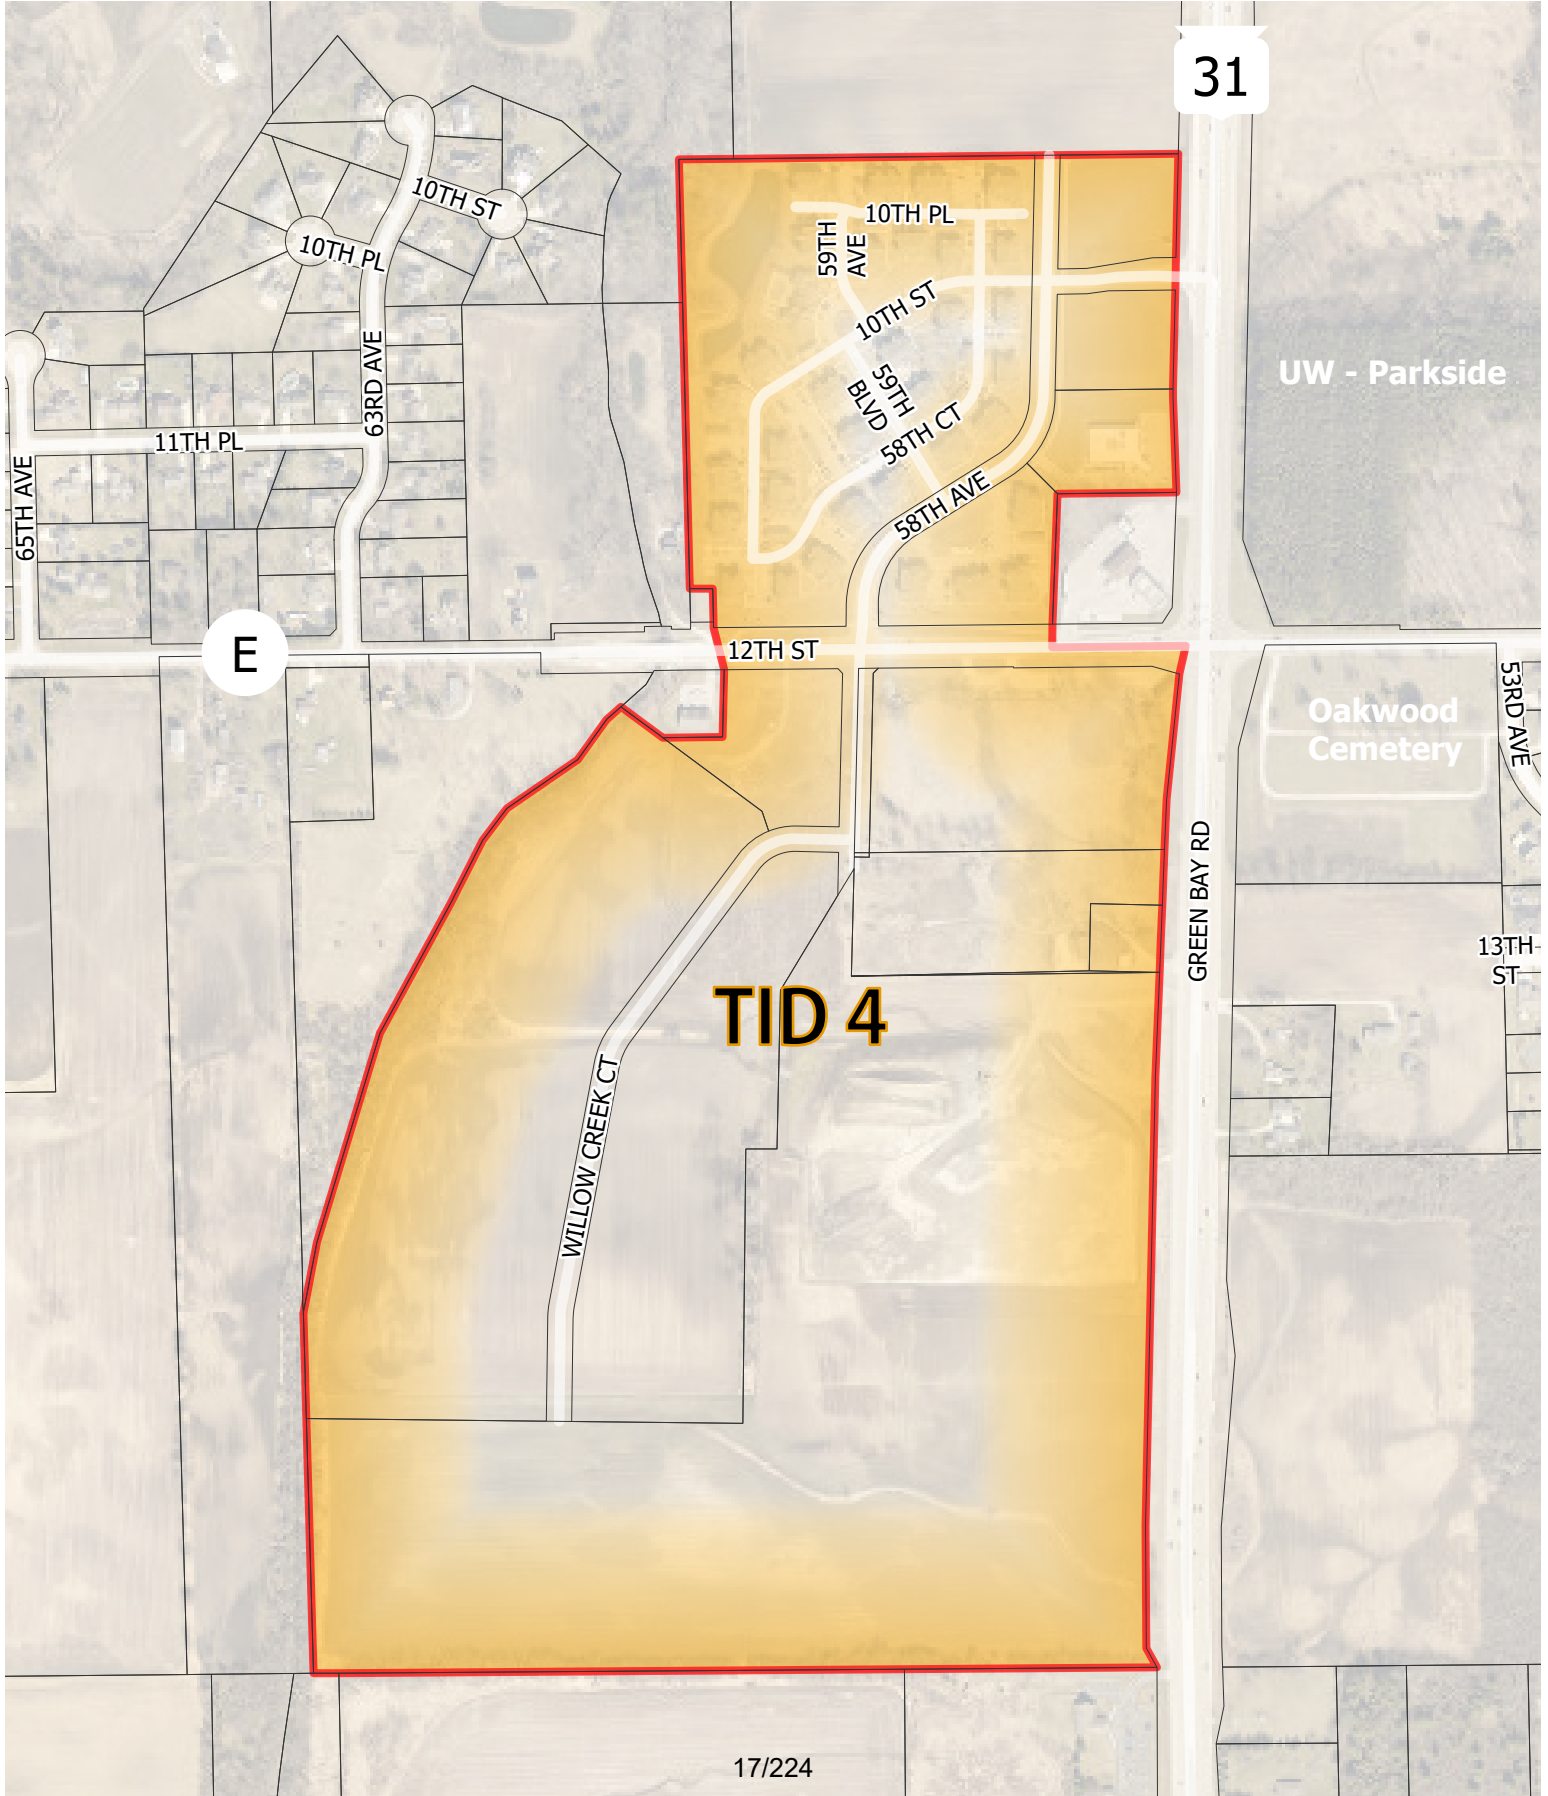 31
10TH ST
10TH PL
10TH PL
59TH
AVE
10TH ST
63RD AVE
UW - Parkside
59TH
BLVD
58TH CT
11TH PL
65TH AVE
58TH AVE
E
12TH ST
53RD AVE
Oakwood
Cemetery
GREEN BAY RD
13TH
ST
TID 4
WILLOW CREEK CT
17/224